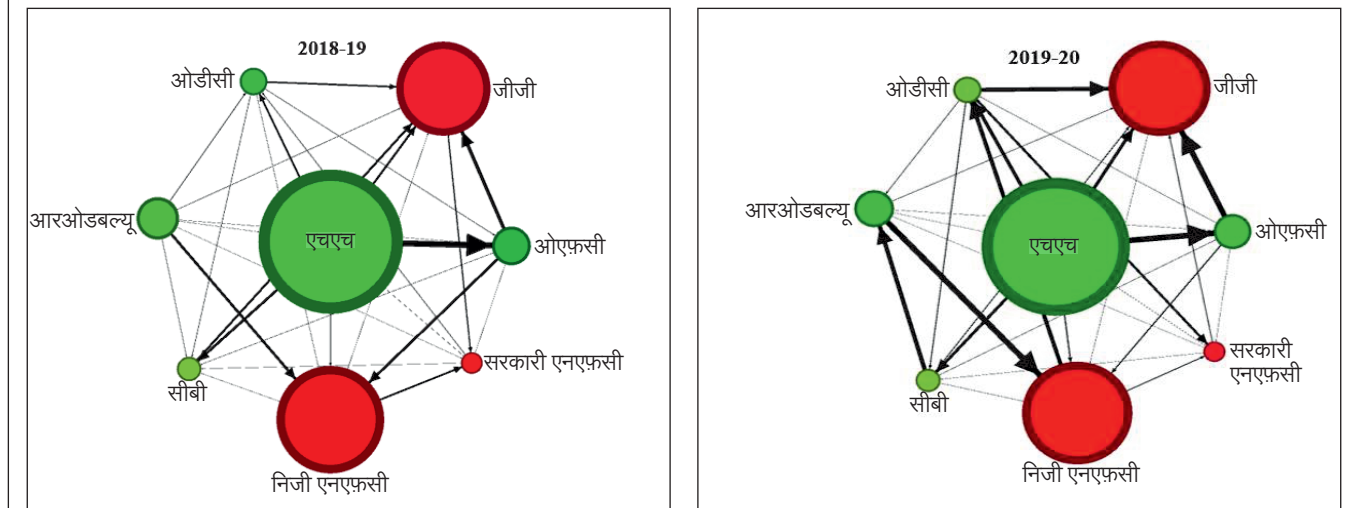 2018-19
ओडीसी
जीजी
आरओडबल्यू
एचएच
ओएफ़सी
सरकारी एनएफ़सी
सीबी
निजी एनएफ़सी
2019-20
ओडीसी
जीजी
आरओडबल्यू
एचएच
ओएफ़सी
सरकारी
एनएफ़सी
सीबी
निजी एनएफ़सी